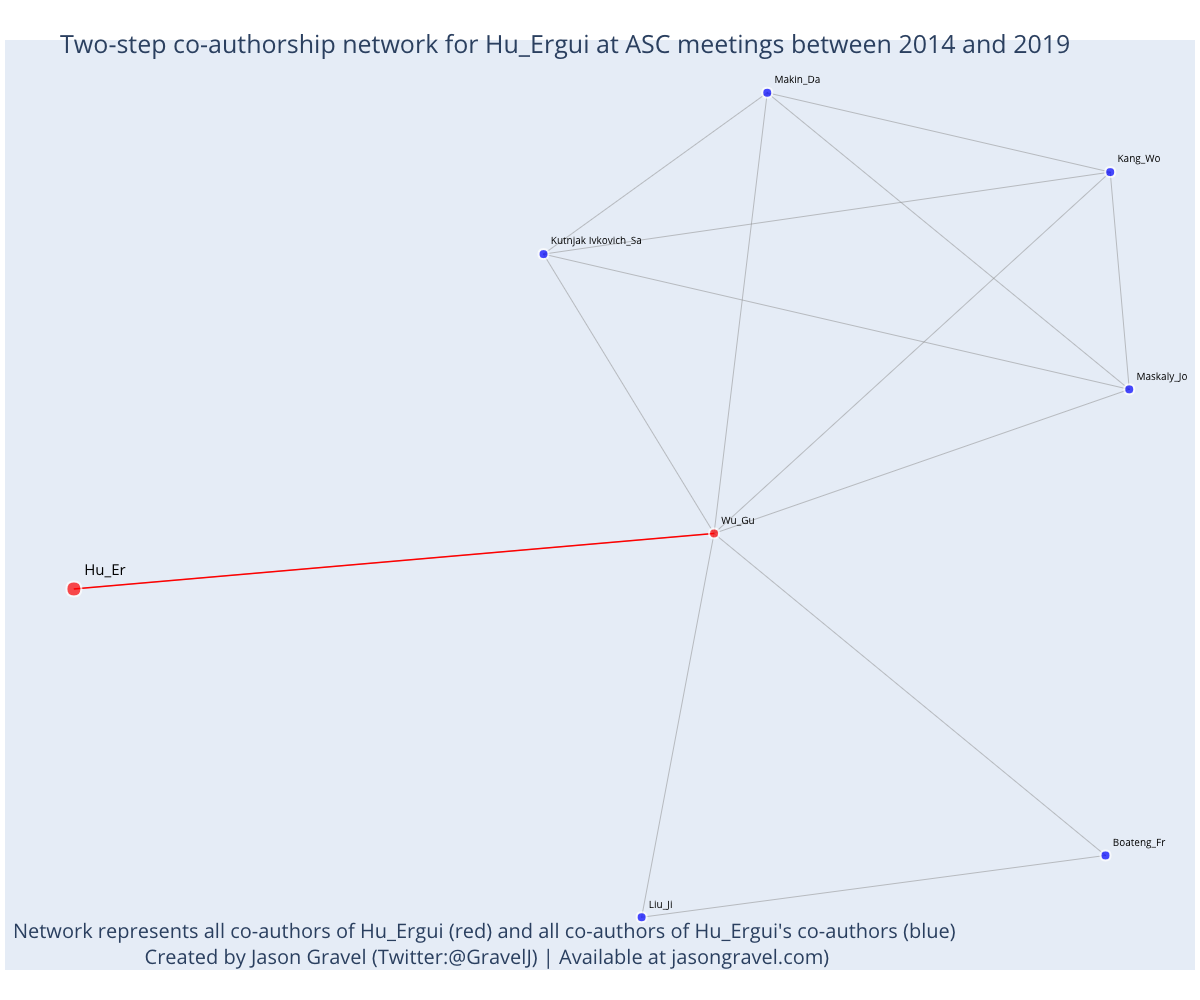 Two-step co-authorship network for Hu_Ergui at ASC meetings between 2014 and 2019
Makin_Da
Kang_Wo
Kutnjak Ivkovich_Sa
Maskaly_Jo
Wu_Gu
Hu_Er
Boateng_Fr
Liu_Ji
Network represents all co-authors of Hu_Ergui (red) and all co-authors of Hu_Ergui's co-authors (blue)
Created by Jason Gravel (Twitter:@GravelJ) | Available at jasongravel.com)